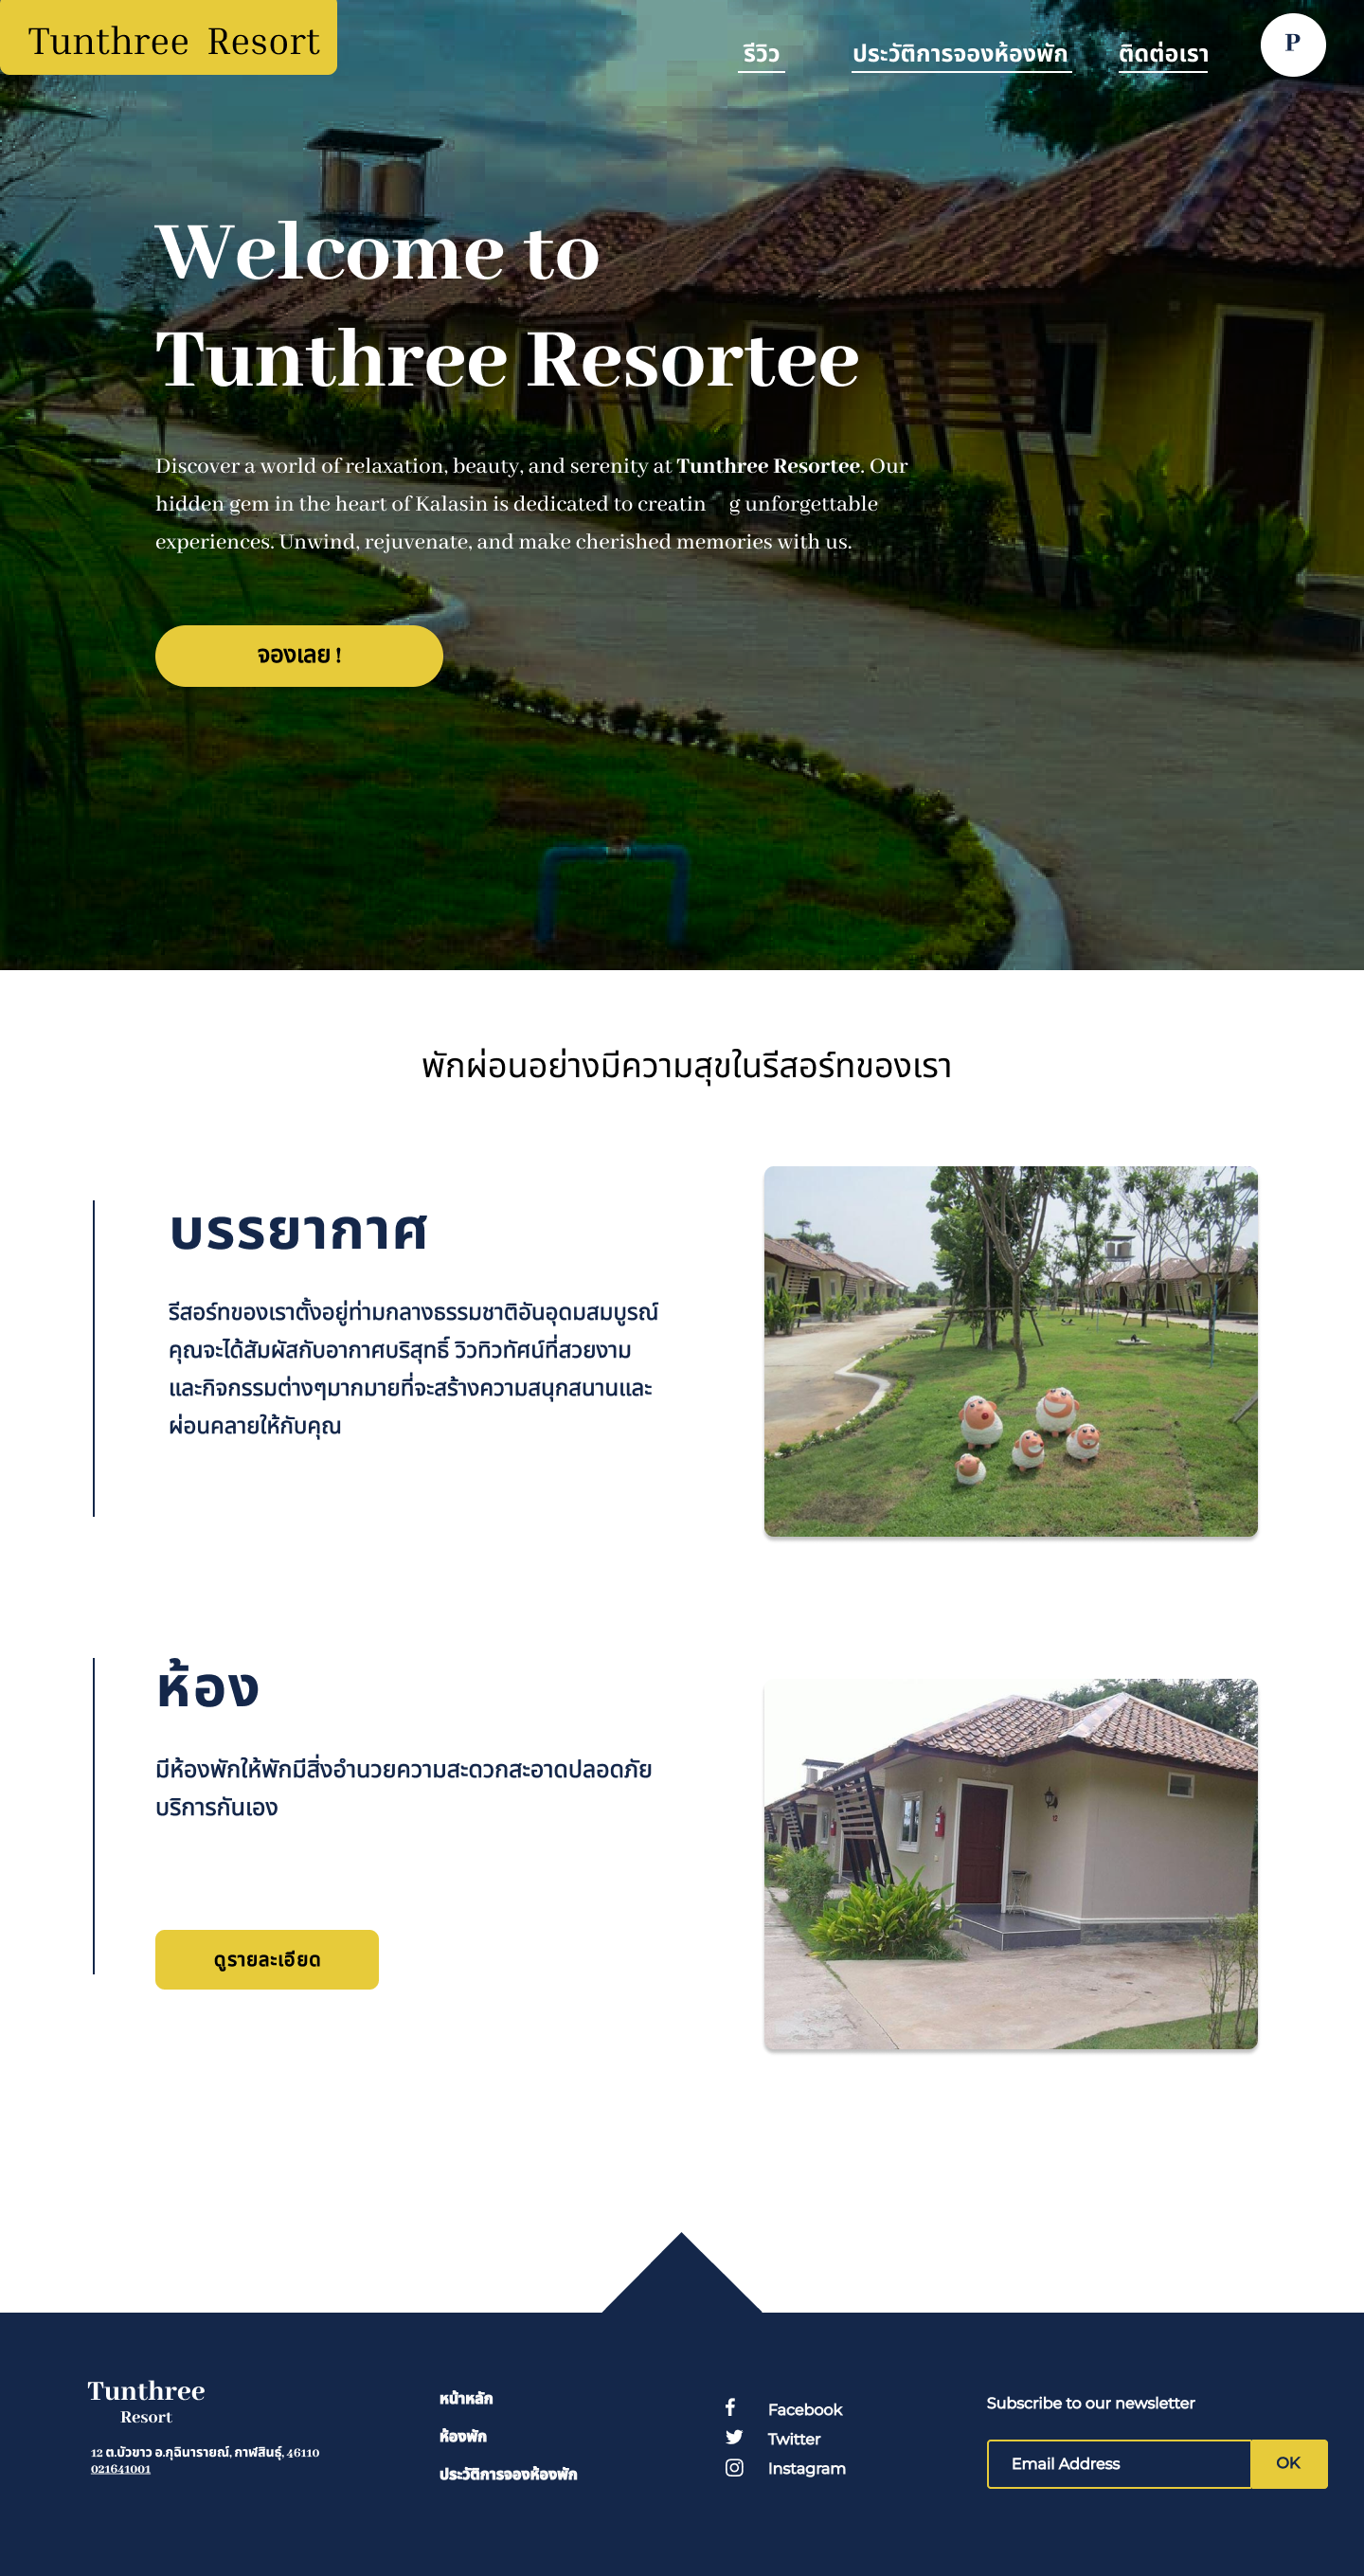 Tunthree Resort
รีวิว
ประวัติการจองห้องพัก
ติดต่อเรา
P
Welcome to
Tunthree Resortee
Discover a world of relaxation, beauty, and serenity at Tunthree Resortee. Our
hidden gem in the heart of Kalasin is dedicated to creatin g unforgettable
experiences. Unwind, rejuvenate, and make cherished memories with us.
จองเลย !
พักผ่อนอย่างมีความสุขในรีสอร์ทของเรา
บรรยากาศ
รีสอร์ทของเราตั้งอยู่ท่ามกลางธรรมชาติอันอุดมสมบูรณ์
คุณจะได้สัมผัสกับอากาศบริสุทธิ์ วิวทิวทัศน์ที่สวยงาม
และกิจกรรมต่างๆมากมายที่จะสร้างความสนุกสนานและ
ผ่อนคลายให้กับคุณ
ห้อง
มีห้องพักให้พักมีสิ่งอำนวยความสะดวกสะอาดปลอดภัย
บริการกันเอง
ดูรายละเอียด
Tunthree
Resort
12 ต.บัวขาว อ.กุฉินารายณ์, กาฬสินธุ์, 46110
021641001
หน้าหลัก
ห้องพัก
ประวัติการจองห้องพัก
Facebook
Twitter
Instagram
Subscribe to our newsletter
Email Address
OK